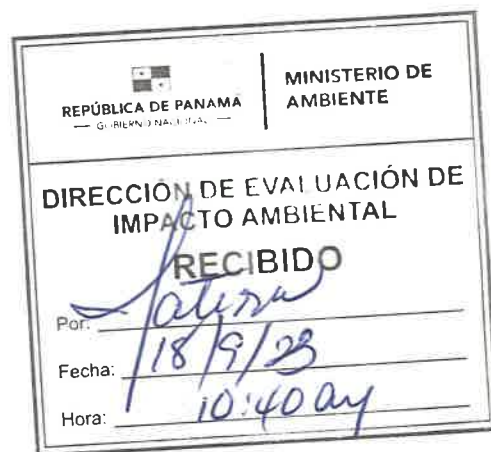 REPÚBLICA DE PANAMÁ
— GOBIERNO NACIONAL —
MINISTERIO DE
AMBIENTE
DIRECCIÓN DE EVALUACIÓN DE
IMPACTO AMBIENTAL
RECIBIDO
Por:
Fecha: 18/9/23
Hora: 10:40 am